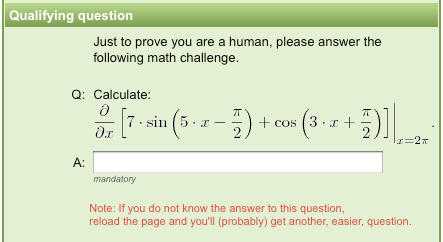 Qualifying question
Just to prove you are a human, please answer the
following math challenge.
Q: Calculate:
∂/∂x [7 · sin (5 · x − π/2) + cos (3 · x + π/2)]|x=2π .
A:
mandatory
Note: If you do not know the answer to this question,
reload the page and you'll (probably) get another, easier, question.